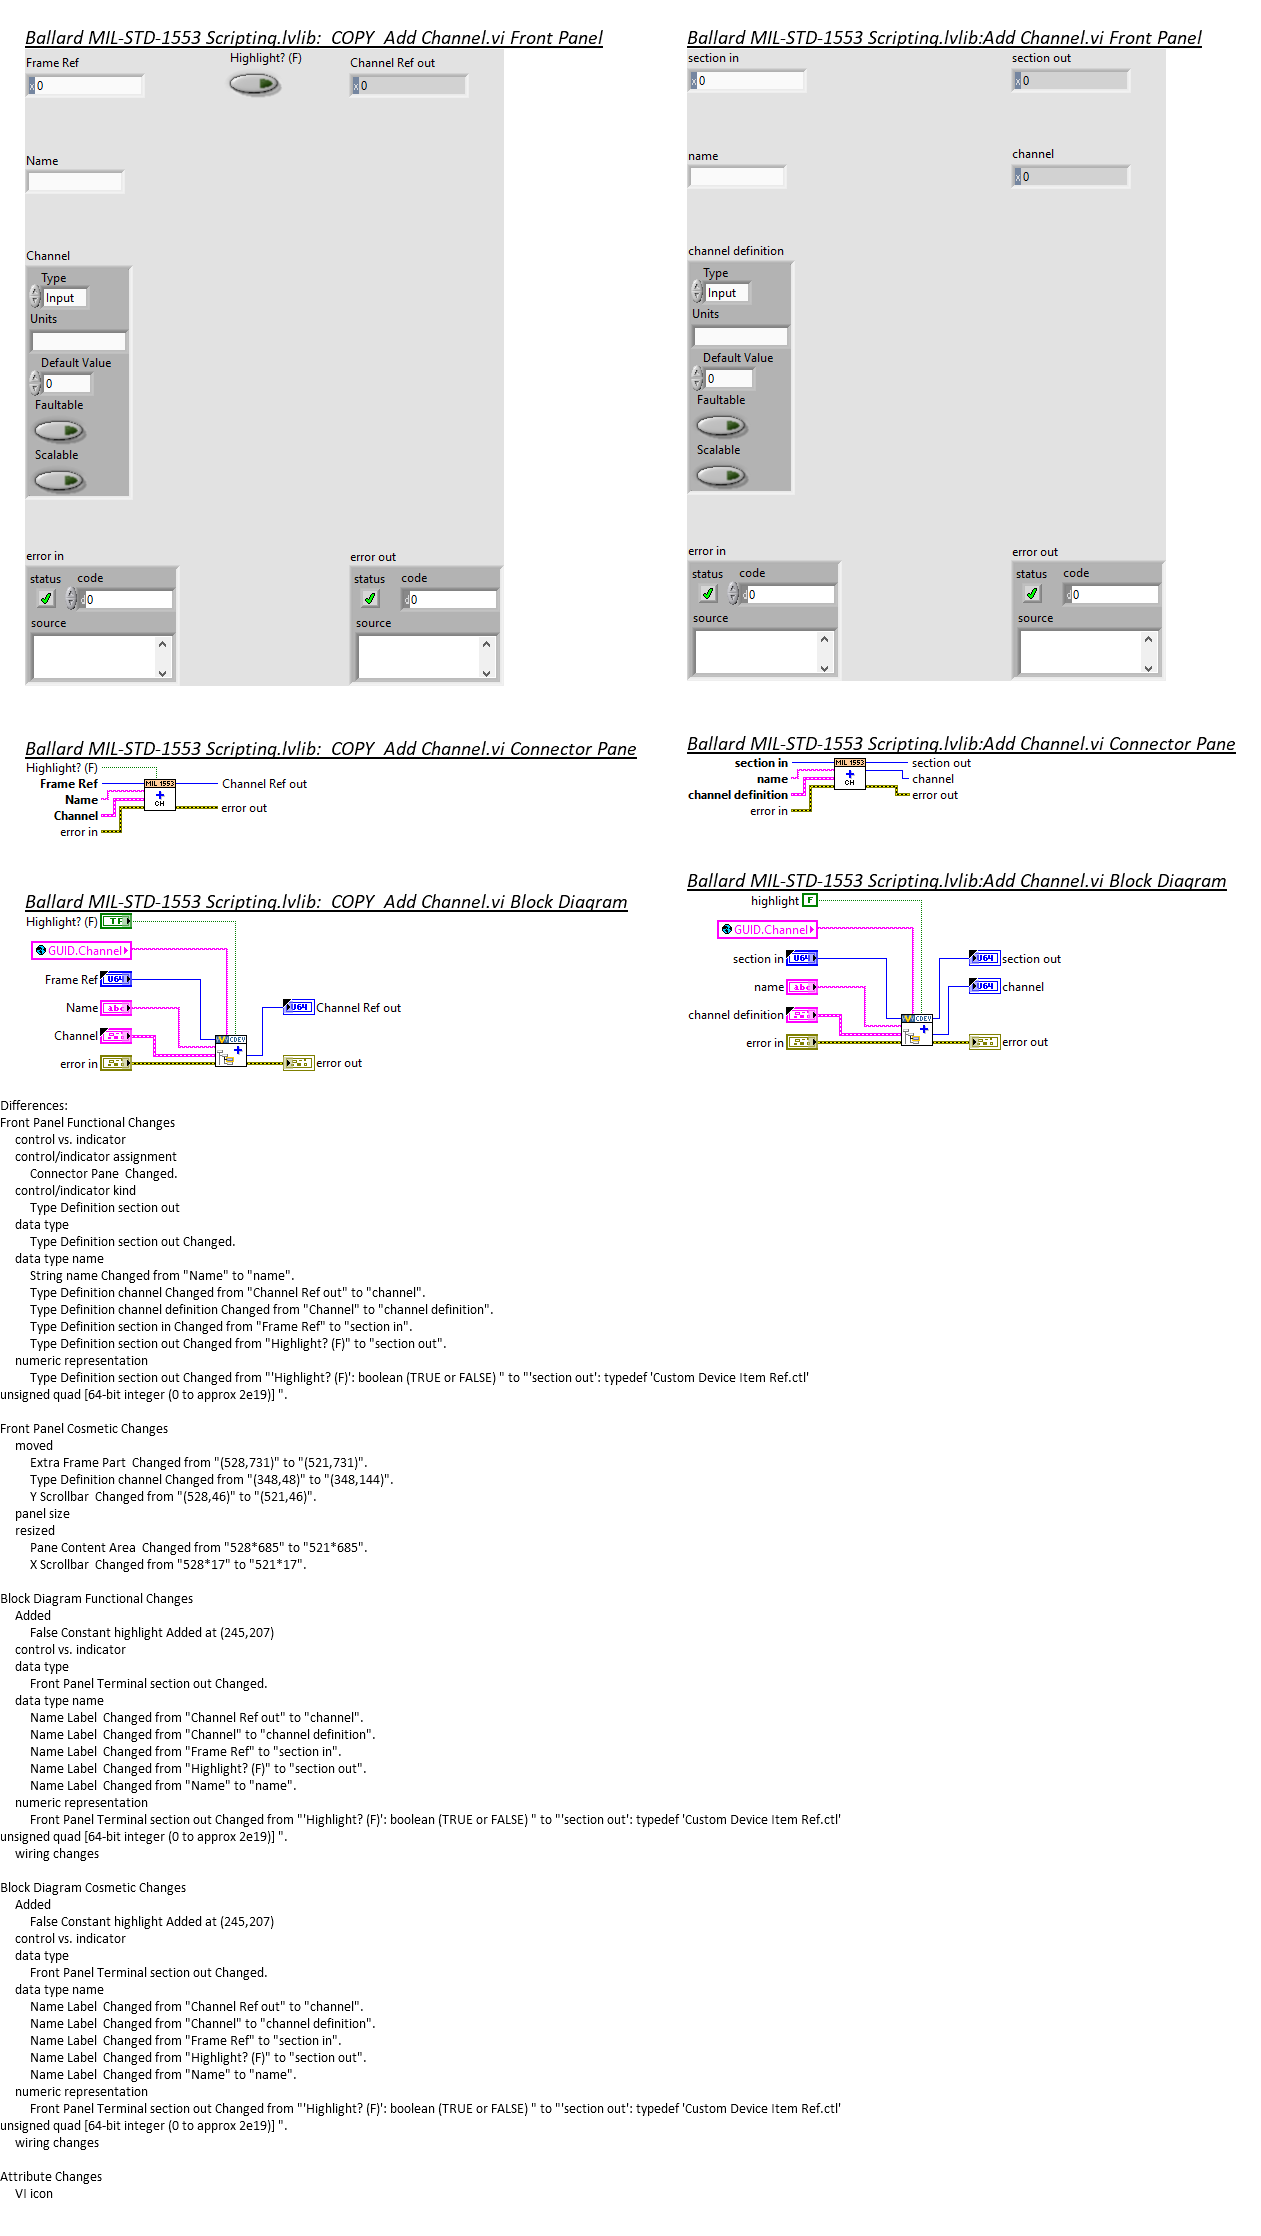 Ballard MIL-STD-1553 Scripting.lvlib:_COPY_Add Channel.vi Front Panel
Frame Ref
Highlight? (F)
Channel Ref out
x 0
x 0
Name
Channel
Type
Input
Units
Default Value
0
Faultable
Scalable
error in
error out
status code
status code
d 0
d 0
source
source
Ballard MIL-STD-1553 Scripting.lvlib:Add Channel.vi Front Panel
section in
section out
x 0
x 0
name
channel
x 0
channel definition
Type
Input
Units
Default Value
0
Faultable
Scalable
error in
error out
status code
status code
d 0
d 0
source
source
Ballard MIL-STD-1553 Scripting.lvlib:_COPY_Add Channel.vi Connector Pane
Highlight? (F)
Frame Ref
MIL 1553
Channel Ref out
Name
CH
error out
Channel
error in
Ballard MIL-STD-1553 Scripting.lvlib:Add Channel.vi Connector Pane
section in
MIL 1553
section out
name
CH
channel
channel definition
error out
error in
Ballard MIL-STD-1553 Scripting.lvlib:_COPY_Add Channel.vi Block Diagram
Highlight? (F) TF
GUID.Channel
Frame Ref U64
Name abc
U64 Channel Ref out
Channel
CDEV
error in
error out
Ballard MIL-STD-1553 Scripting.lvlib:Add Channel.vi Block Diagram
highlight F
GUID.Channel
section in U64
U64 section out
name abc
U64 channel
channel definition
CDEV
error in
error out
Differences:
Front Panel Functional Changes
control vs. indicator
control/indicator assignment
Connector Pane  Changed.
control/indicator kind
Type Definition section out
data type
Type Definition section out Changed.
data type name
String name Changed from "Name" to "name".
Type Definition channel Changed from "Channel Ref out" to "channel".
Type Definition channel definition Changed from "Channel" to "channel definition".
Type Definition section in Changed from "Frame Ref" to "section in".
Type Definition section out Changed from "Highlight? (F)" to "section out".
numeric representation
Type Definition section out Changed from "'Highlight? (F)': boolean (TRUE or FALSE) " to "'section out': typedef 'Custom Device Item Ref.ctl'
unsigned quad [64-bit integer (0 to approx 2e19)] ".
Front Panel Cosmetic Changes
moved
Extra Frame Part  Changed from "(528,731)" to "(521,731)".
Type Definition channel Changed from "(348,48)" to "(348,144)".
Y Scrollbar  Changed from "(528,46)" to "(521,46)".
panel size
resized
Pane Content Area  Changed from "528*685" to "521*685".
X Scrollbar  Changed from "528*17" to "521*17".
Block Diagram Functional Changes
Added
False Constant highlight Added at (245,207)
control vs. indicator
data type
Front Panel Terminal section out Changed.
data type name
Name Label  Changed from "Channel Ref out" to "channel".
Name Label  Changed from "Channel" to "channel definition".
Name Label  Changed from "Frame Ref" to "section in".
Name Label  Changed from "Highlight? (F)" to "section out".
Name Label  Changed from "Name" to "name".
numeric representation
Front Panel Terminal section out Changed from "'Highlight? (F)': boolean (TRUE or FALSE) " to "'section out': typedef 'Custom Device Item Ref.ctl'
unsigned quad [64-bit integer (0 to approx 2e19)] ".
wiring changes
Block Diagram Cosmetic Changes
Added
False Constant highlight Added at (245,207)
control vs. indicator
data type
Front Panel Terminal section out Changed.
data type name
Name Label  Changed from "Channel Ref out" to "channel".
Name Label  Changed from "Channel" to "channel definition".
Name Label  Changed from "Frame Ref" to "section in".
Name Label  Changed from "Highlight? (F)" to "section out".
Name Label  Changed from "Name" to "name".
numeric representation
Front Panel Terminal section out Changed from "'Highlight? (F)': boolean (TRUE or FALSE) " to "'section out': typedef 'Custom Device Item Ref.ctl'
unsigned quad [64-bit integer (0 to approx 2e19)] ".
wiring changes
Attribute Changes
VI icon